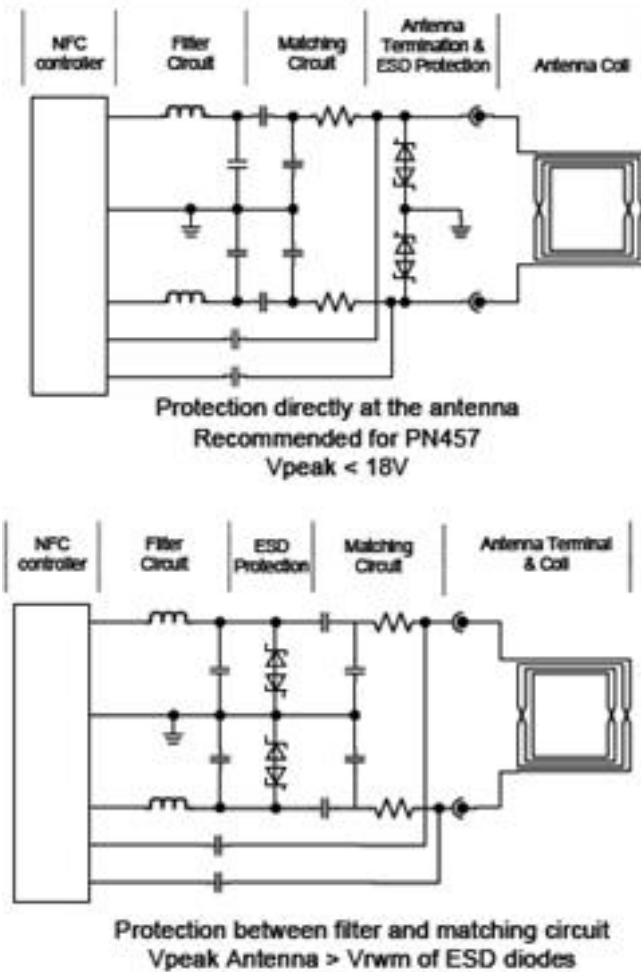 NFC
controller
Filter
Circuit
Matching
Circuit
Antenna
Termination &
ESD Protection
Antenna Coil
Protection directly at the antenna
Recommended for PN457
Vpeak < 18V
NFC
controller
Filter
Circuit
ESD
Protection
Matching
Circuit
Antenna Terminal
& Coil
Protection between filter and matching circuit
Vpeak Antenna > Vrwm of ESD diodes